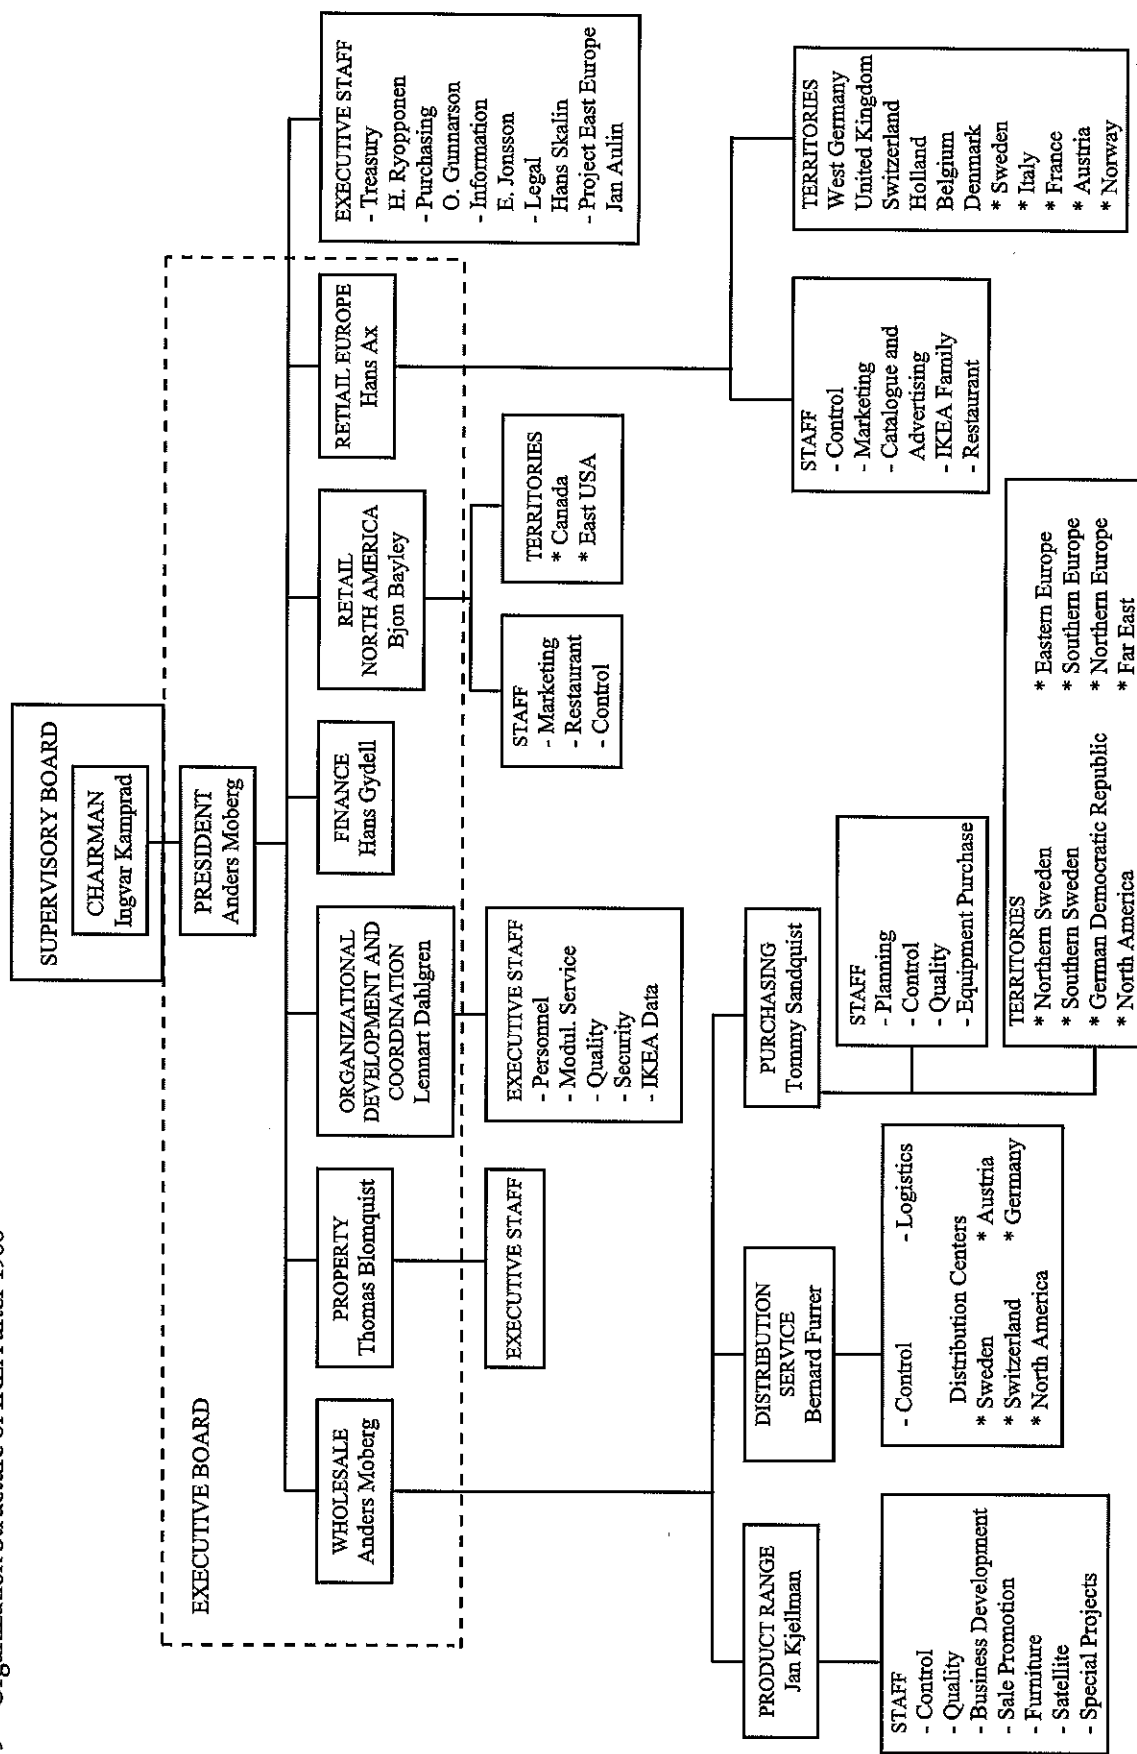 Organization Structure of IKEA after 1986
SUPERVISORY BOARD
CHAIRMAN
Ingvar Kamprad
EXECUTIVE BOARD
PRESIDENT
Anders Moberg
WHOLESALE
Anders Moberg
PROPERTY
Thomas Blomquist
ORGANIZATIONAL
DEVELOPMENT AND
COORDINATION
Lennart Dahlgren
FINANCE
Hans Gydell
RETAIL
NORTH AMERICA
Bjon Bayley
RETIAIL EUROPE
Hans Ax
EXECUTIVE STAFF
- Treasury
H. Ryopponen
- Purchasing
O. Gunnarson
- Information
E. Jonsson
- Legal
Hans Skalin
- Project East Europe
Jan Aulin
EXECUTIVE STAFF
EXECUTIVE STAFF
- Personnel
- Modul. Service
- Quality
- Security
- IKEA Data
STAFF
- Marketing
- Restaurant
- Control
TERRITORIES
* Canada
* East USA
PRODUCT RANGE
Jan Kjellman
DISTRIBUTION
SERVICE
Bernard Furrer
PURCHASING
Tommy Sandquist
STAFF
- Control
- Marketing
- Catalogue and
Advertising
- IKEA Family
- Restaurant
TERRITORIES
West Germany
United Kingdom
Switzerland
Holland
Belgium
Denmark
* Sweden
* Italy
* France
* Austria
* Norway
STAFF
- Control
- Quality
- Business Development
- Sale Promotion
- Furniture
- Satellite
- Special Projects
- Control - Logistics
Distribution Centers
* Sweden * Austria
* Switzerland * Germany
* North America
STAFF
- Planning
- Control
- Quality
- Equipment Purchase
TERRITORIES
* Northern Sweden * Eastern Europe
* Southern Sweden * Southern Europe
* German Democratic Republic * Northern Europe
* North America * Far East